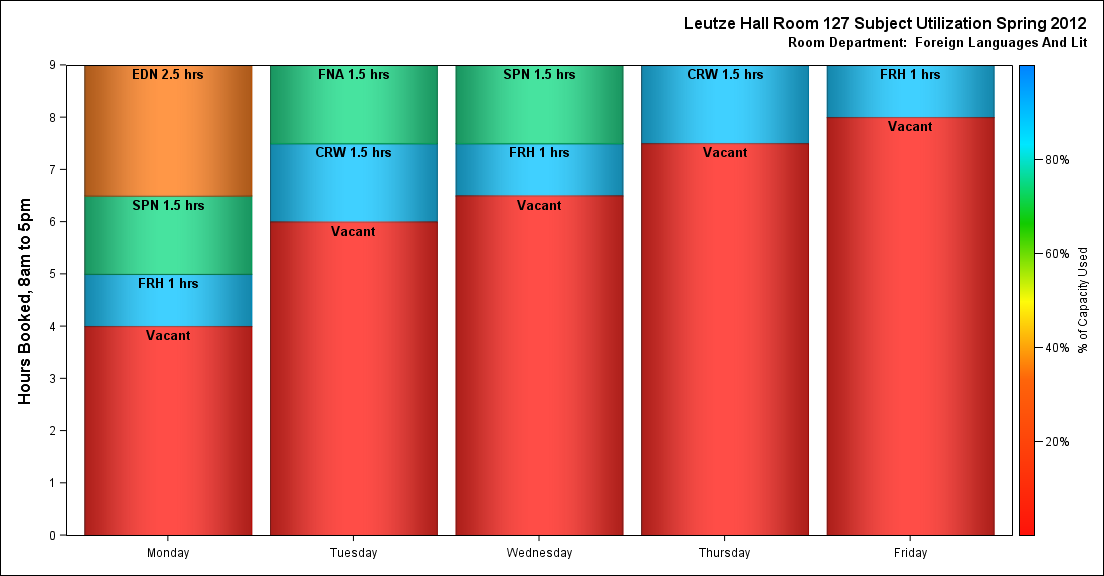 Leutze Hall Room 127 Subject Utilization Spring 2012
Room Department:  Foreign Languages And Lit
Hours Booked, 8am to 5pm
9
8
7
6
5
4
3
2
1
0
EDN 2.5 hrs
SPN 1.5 hrs
FRH 1 hrs
Vacant
Monday
FNA 1.5 hrs
CRW 1.5 hrs
Vacant
Tuesday
SPN 1.5 hrs
FRH 1 hrs
Vacant
Wednesday
CRW 1.5 hrs
Vacant
Thursday
FRH 1 hrs
Vacant
Friday
80%
60%
40%
20%
% of Capacity Used